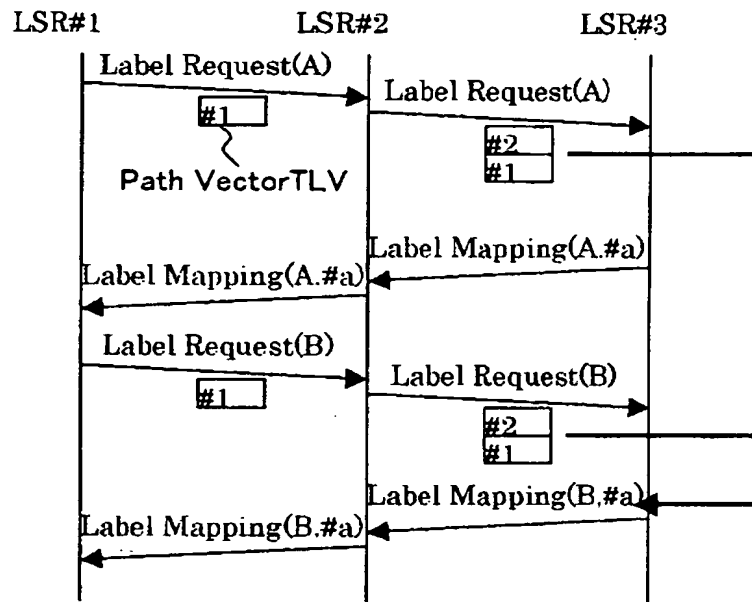 LSR#1 LSR#2 LSR#3
Label Request(A)
Label Request(A)
#1
#2
#1
Path VectorTLV
Label Mapping(A.#a)
Label Mapping(A.#a)
Label Request(B)
Label Request(B)
#1
#2
#1
Label Mapping(B,#a)
Label Mapping(B.#a)